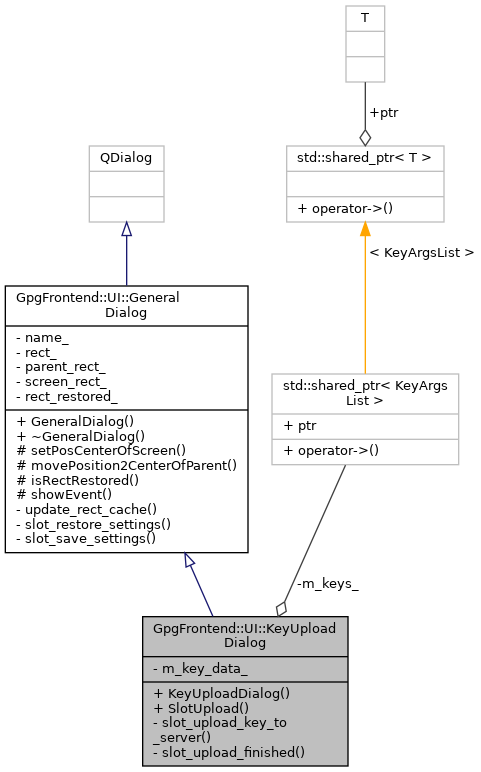 T
+ptr
QDialog
std::shared_ptr< T >
+ operator->()
< KeyArgsList >
GpgFrontend::UI::General
Dialog
- name_
- rect_
- parent_rect_
- screen_rect_
- rect_restored_
+ GeneralDialog()
+ ~GeneralDialog()
# setPosCenterOfScreen()
# movePosition2CenterOfParent()
# isRectRestored()
# showEvent()
- update_rect_cache()
- slot_restore_settings()
- slot_save_settings()
std::shared_ptr< KeyArgs
List >
+ ptr
+ operator->()
-m_keys_
GpgFrontend::UI::KeyUpload
Dialog
- m_key_data_
+ KeyUploadDialog()
+ SlotUpload()
- slot_upload_key_to
_server()
- slot_upload_finished()